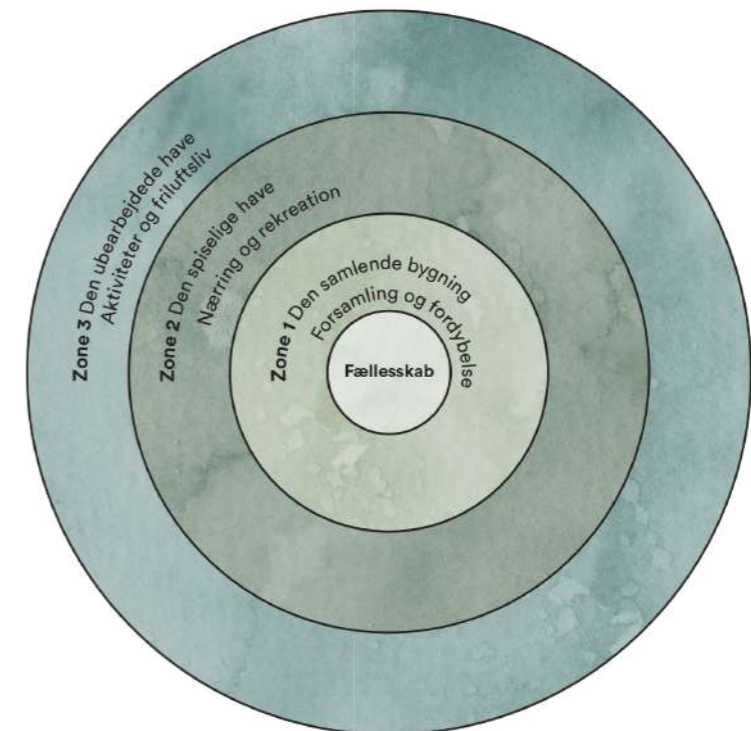 Zone 3 Den ubearbejdede have
Aktiviteter og friluftsliv
Zone 2 Den spiselige have
Nærring og rekreation
Zone 1 Den samlende bygning
Forsamling og fordybelse
Fællesskab